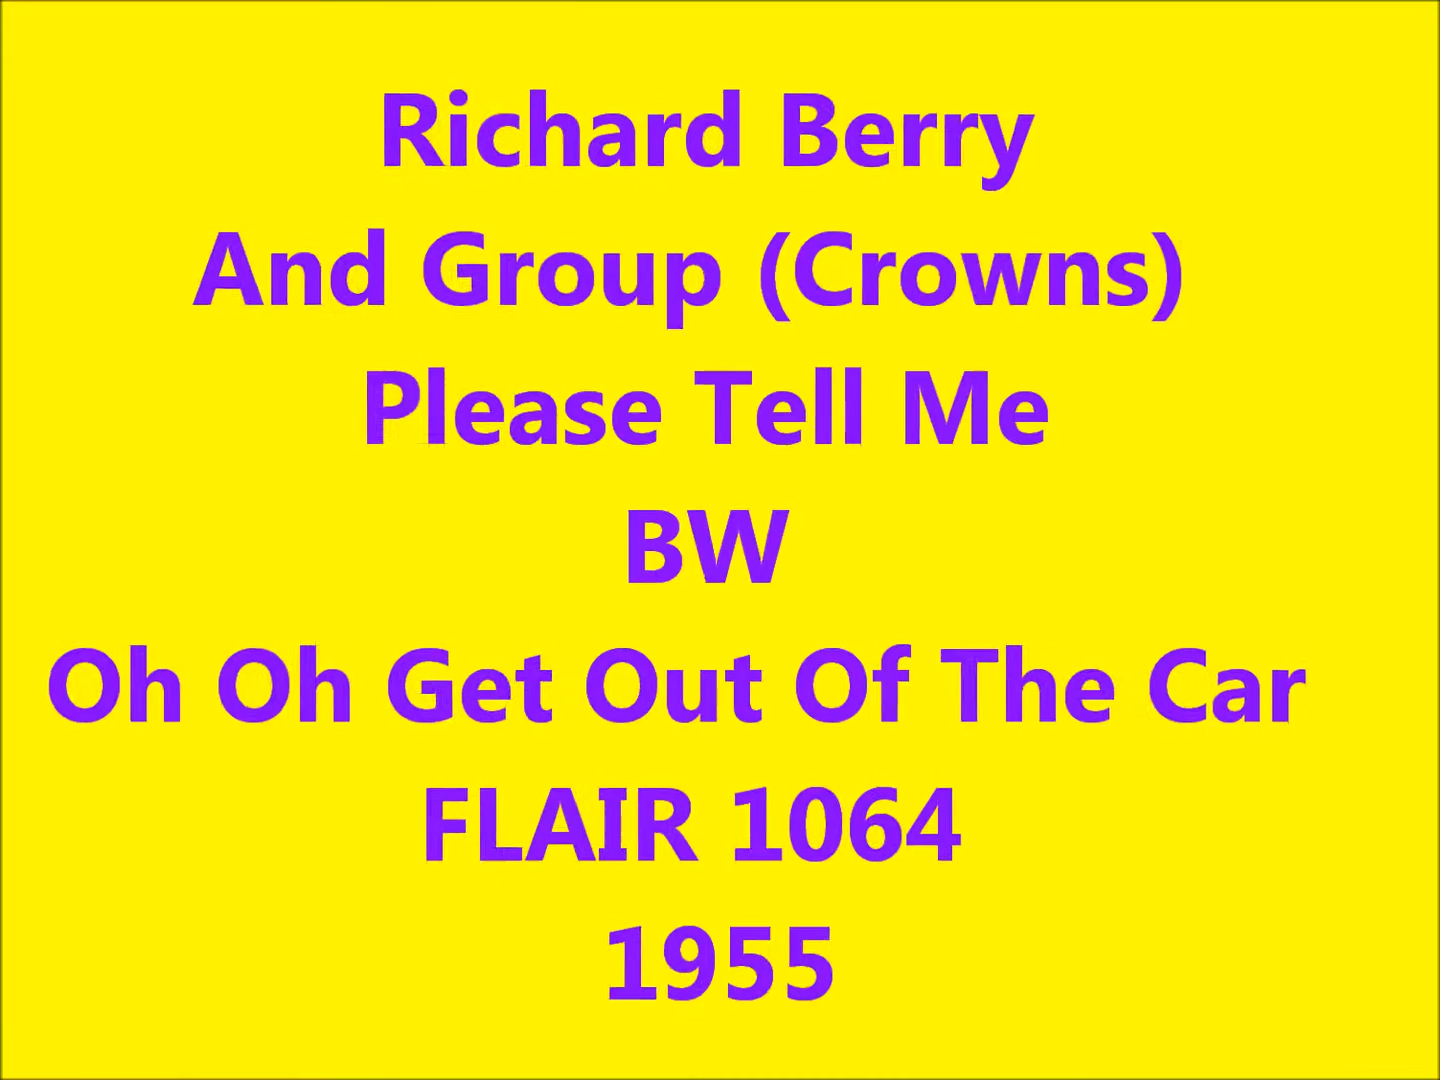 Richard Berry
And Group (Crowns)
Please Tell Me
BW
Oh Oh Get Out Of The Car
FLAIR 1064
1955